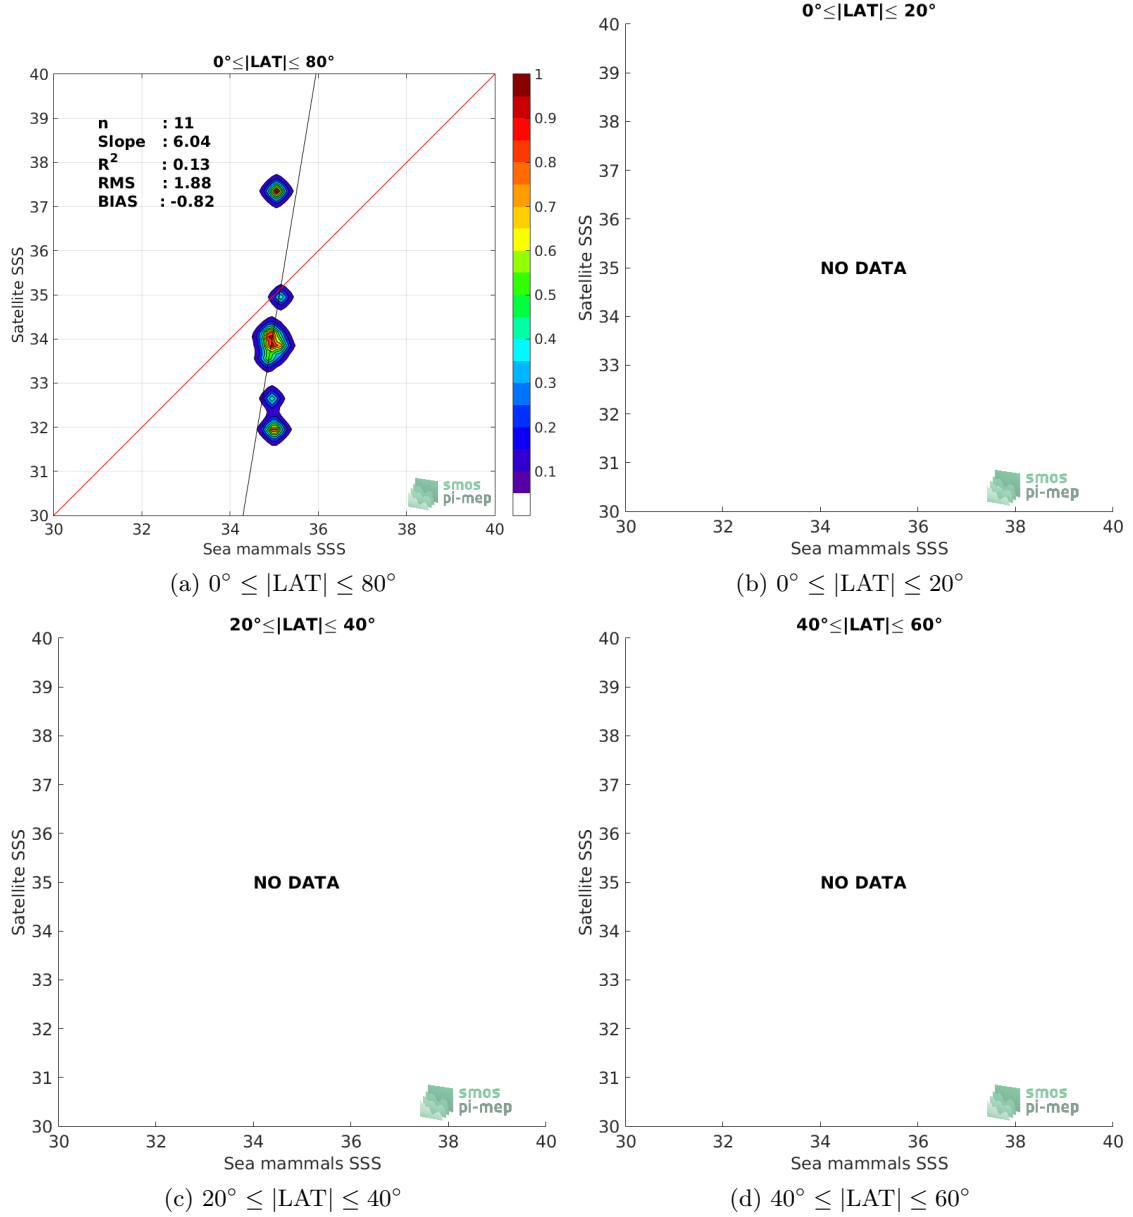 0°≤|LAT|≤ 80°
40
39
38
37
36
35
34
33
32
31
30
Satellite SSS
n : 11
Slope : 6.04
R² : 0.13
RMS : 1.88
BIAS : -0.82
1
0.9
0.8
0.7
0.6
0.5
0.4
0.3
0.2
0.1
smos
pi-mep
30 32 34 36 38 40
Sea mammals SSS
(a) 0° ≤ |LAT| ≤ 80°
0°≤|LAT|≤ 20°
40
39
38
37
36
35
34
33
32
31
30
Satellite SSS
NO DATA
smos
pi-mep
30 32 34 36 38 40
Sea mammals SSS
(b) 0° ≤ |LAT| ≤ 20°
20°≤|LAT|≤ 40°
40
39
38
37
36
35
34
33
32
31
30
Satellite SSS
NO DATA
smos
pi-mep
30 32 34 36 38 40
Sea mammals SSS
(c) 20° ≤ |LAT| ≤ 40°
40°≤|LAT|≤ 60°
40
39
38
37
36
35
34
33
32
31
30
Satellite SSS
NO DATA
smos
pi-mep
30 32 34 36 38 40
Sea mammals SSS
(d) 40° ≤ |LAT| ≤ 60°